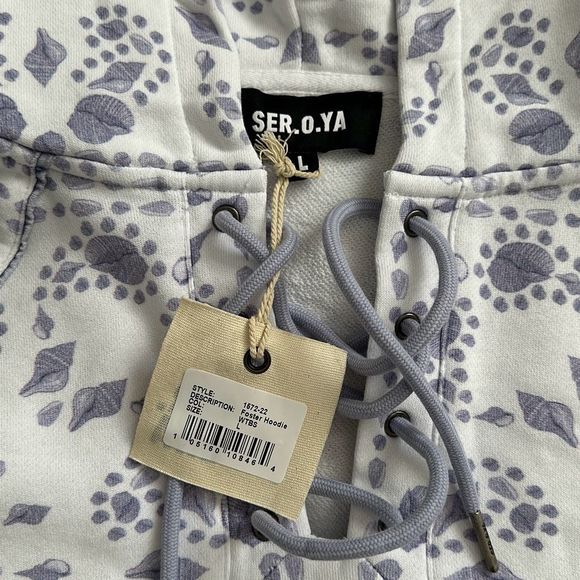 SER.O.YA
L
STYLE: 1572-22
DESCRIPTION: Foster Hoodie
COL: WTBS
SIZE: L
1 05160 10846 4